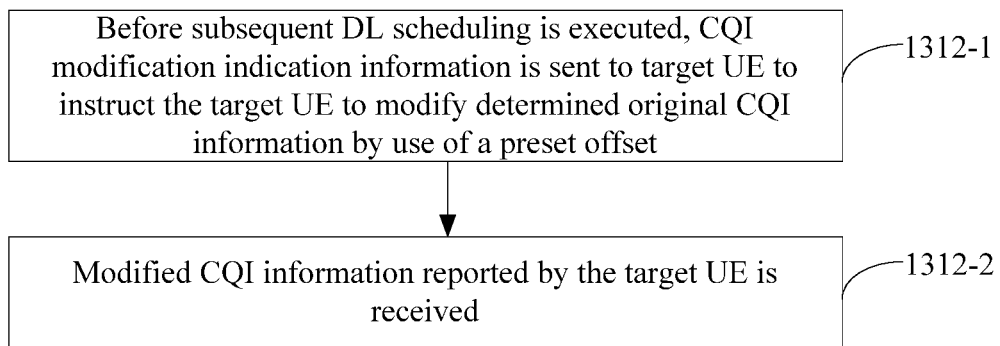 Before subsequent DL scheduling is executed, CQI
modification indication information is sent to target UE to
instruct the target UE to modify determined original CQI
information by use of a preset offset
1312-1
Modified CQI information reported by the target UE is
received
1312-2